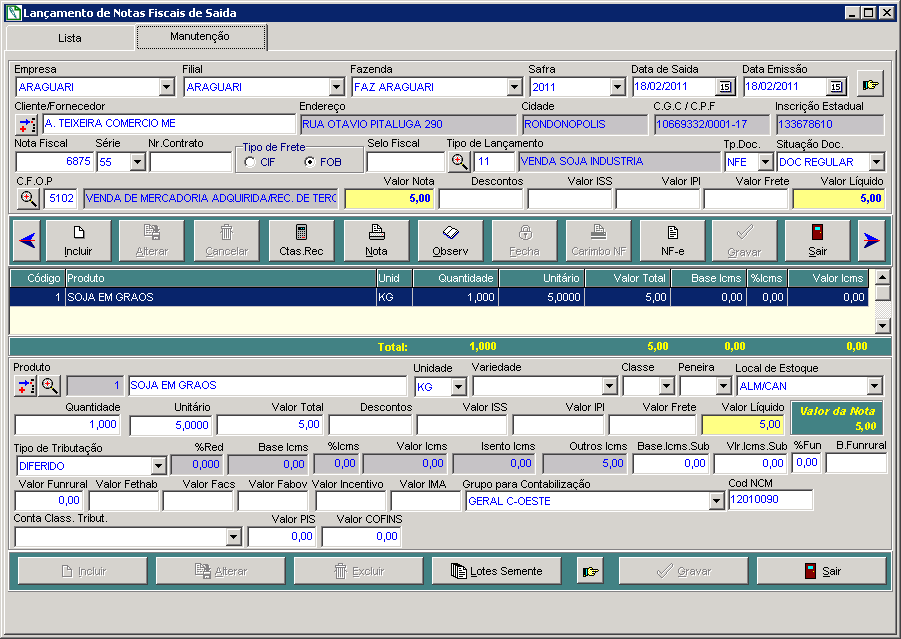 Lançamento de Notas Fiscais de Saida
Lista Manutenção
Empresa Filial Fazenda Safra Data de Saida Data Emissão
ARAGUARI ARAGUARI FAZ ARAGUARI 2011 18/02/2011 15 18/02/2011 15
Cliente/Fornecedor Endereço Cidade C.G.C / C.P.F Inscrição Estadual
A. TEIXEIRA COMERCIO ME RUA OTAVIO PITALUGA 290 RONDONOPOLIS 10669332/0001-17 133678610
Nota Fiscal Série Nr.Contrato Tipo de Frete Selo Fiscal Tipo de Lançamento Tp.Doc. Situação Doc.
6875 55 CIF FOB 11 VENDA SOJA INDUSTRIA NFE DOC REGULAR
C.F.O.P Valor Nota Descontos Valor ISS Valor IPI Valor Frete Valor Líquido
5102 VENDA DE MERCADORIA ADQUIRIDA/REC. DE TERC 5,00 5,00
Incluir Alterar Cancelar Ctas.Rec Nota Observ Fecha Carimbo NF NF-e Gravar Sair
Código Produto Unid Quantidade Unitário Valor Total Base Icms %Icms Valor Icms
1 SOJA EM GRAOS KG 1,000 5,0000 5,00 0,00 0,00 0,00
Total: 1,000 5,00 0,00 0,00
Produto Unidade Variedade Classe Peneira Local de Estoque
1 SOJA EM GRAOS KG ALM/CAN
Quantidade Unitário Valor Total Descontos Valor ISS Valor IPI Valor Frete Valor Líquido Valor da Nota
1,000 5,0000 5,00 5,00 5,00
Tipo de Tributação %Red Base Icms %Icms Valor Icms Isento Icms Outros Icms Base.Icms.Sub Vlr.Icms.Sub %Fun B.Funrural
DIFERIDO 0,000 0,00 0,00 0,00 0,00 5,00 0,00 0,00 0,00
Valor Funrural Valor Fethab Valor Facs Valor Fabov Valor Incentivo Valor IMA Grupo para Contabilização Cod NCM
0,00 GERAL C-OESTE 12010090
Conta Class. Tribut. Valor PIS Valor COFINS
0,00 0,00
Incluir Alterar Excluir Lotes Semente Gravar Sair